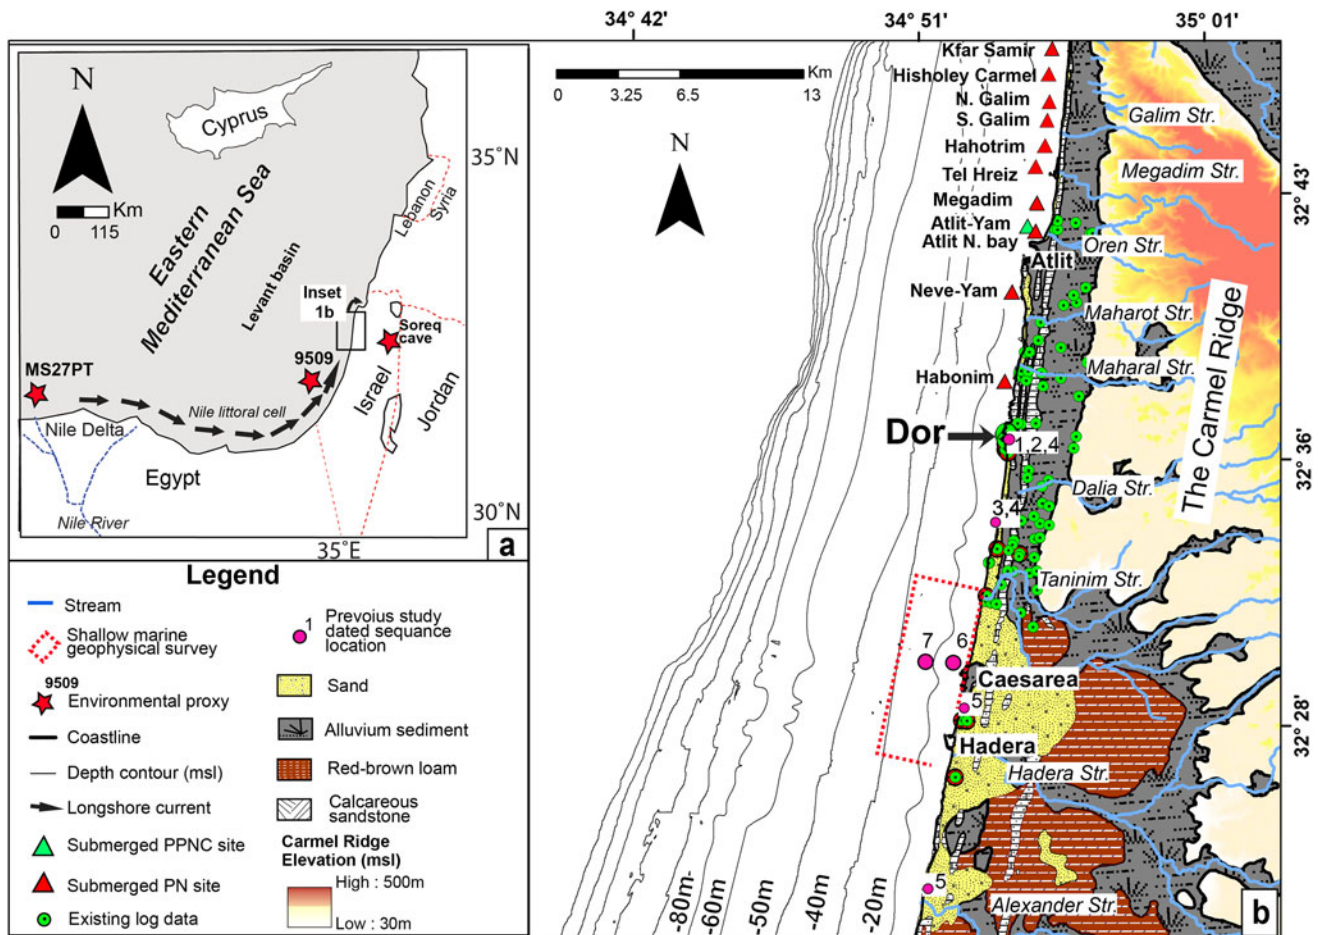 34° 42'
34° 51'
35° 01'
N
Cyprus
35°N
Km
0 115
Eastern
Mediterranean Sea
Levant basin
Lebanon
Syria
Inset
1b
Soreq
cave
MS27PT
9509
Nile littoral cell
Israel
Jordan
Nile Delta
Egypt
Nile River
30°N
35°E
a
Legend
Stream
Shallow marine
geophysical survey
9509
Environmental proxy
Coastline
Depth contour (msl)
Longshore current
Submerged PPNC site
Submerged PN site
Existing log data
1
Prevoius study
dated sequance
location
Sand
Alluvium sediment
Red-brown loam
Calcareous
sandstone
Carmel Ridge
Elevation (msl)
High : 500m
Low : 30m
Km
0 3.25 6.5 13
N
Kfar Samir
Hisholey Carmel
N. Galim
S. Galim
Hahotrim
Tel Hreiz
Megadim
Atlit-Yam
Atlit N. bay
Atlit
Neve-Yam
Habonim
Dor
1,2,4
3,4
7
6
Caesarea
5
Hadera
5
Galim Str.
Megadim Str.
Oren Str.
Maharot Str.
Maharal Str.
Dalia Str.
Taninim Str.
Hadera Str.
Alexander Str.
The Carmel Ridge
-80m-
-60m
-50m
-40m
-20m
32° 43'
32° 36'
32° 28'
b